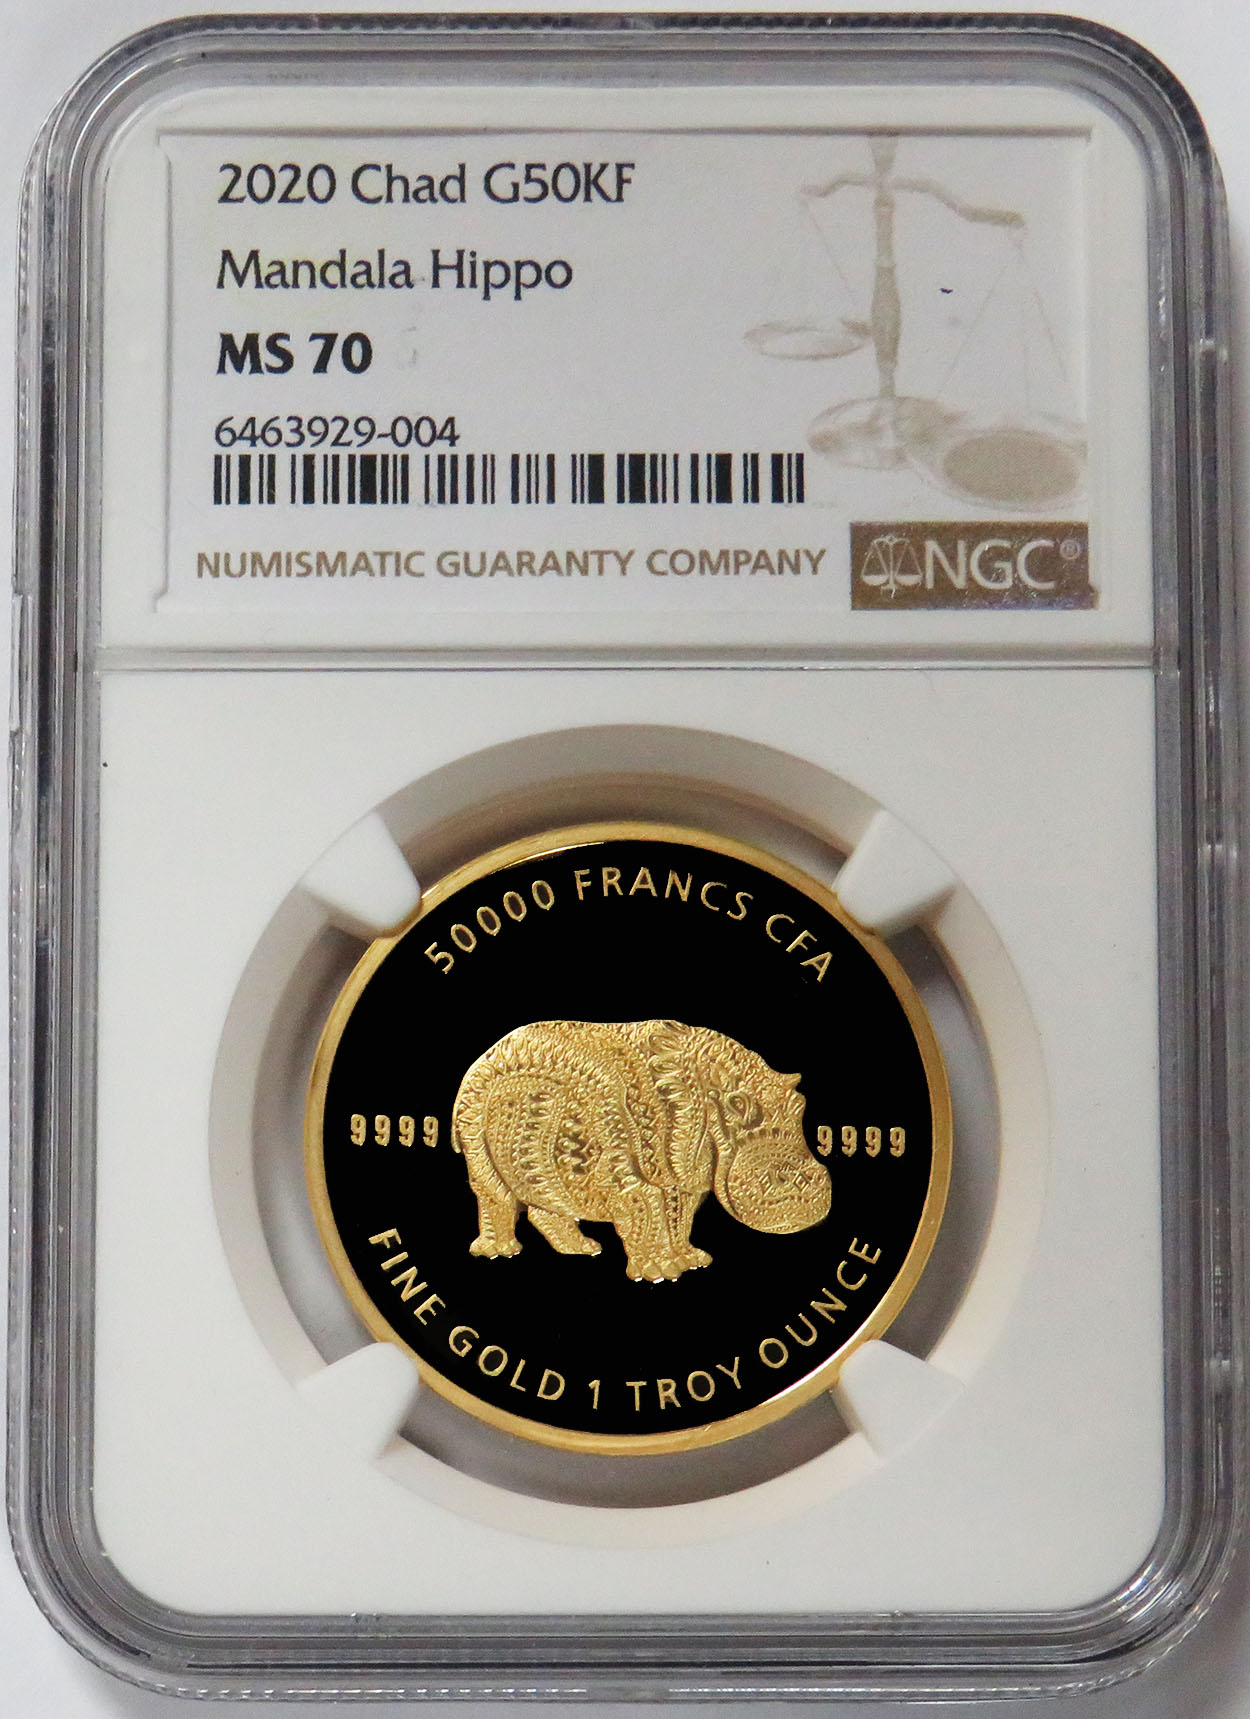 2020 Chad G50KF
Mandala Hippo
MS 70
6463929-004
NUMISMATIC GUARANTY COMPANY
NGC®
50000 FRANCS CFA
9999
9999
FINE GOLD 1 TROY OUNCE